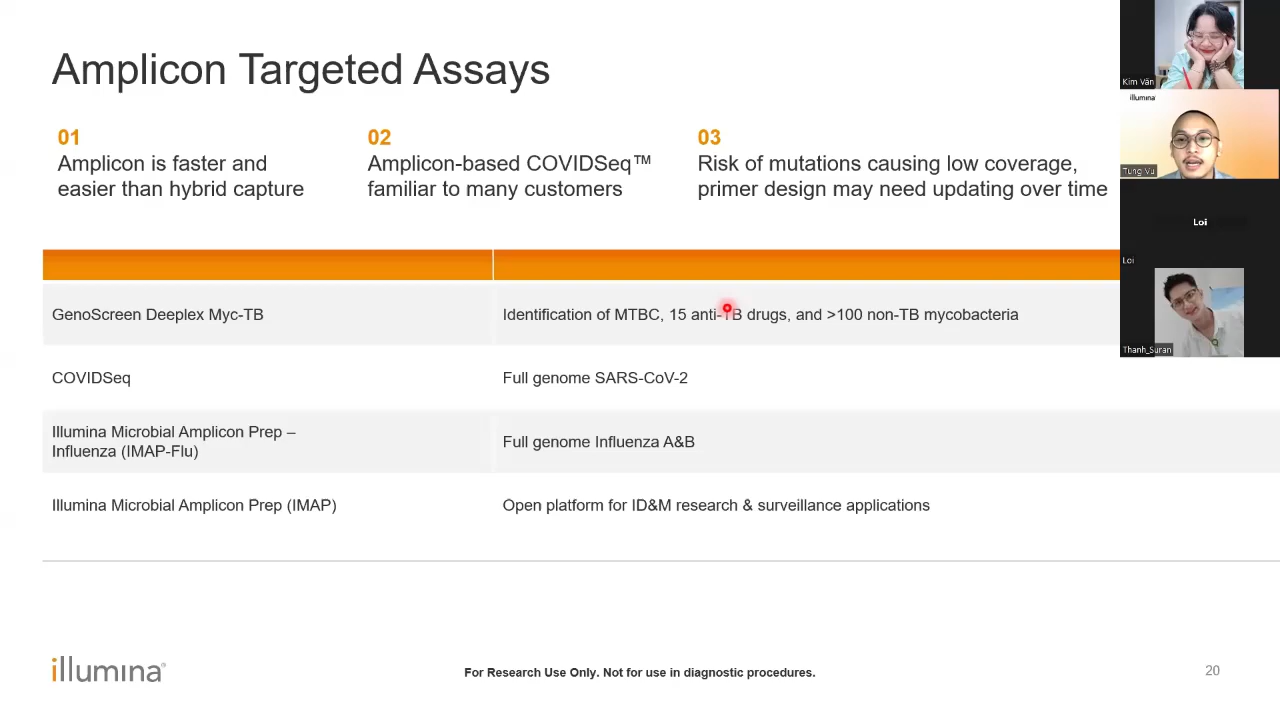 Amplicon Targeted Assays
01
Amplicon is faster and
easier than hybrid capture
02
Amplicon-based COVIDSeq™
familiar to many customers
03
Risk of mutations causing low coverage,
primer design may need updating over time
GenoScreen Deeplex Myc-TB
Identification of MTBC, 15 anti-TB drugs, and >100 non-TB mycobacteria
COVIDSeq
Full genome SARS-CoV-2
Illumina Microbial Amplicon Prep –
Influenza (IMAP-Flu)
Full genome Influenza A&B
Illumina Microbial Amplicon Prep (IMAP)
Open platform for ID&M research & surveillance applications
illumina®
For Research Use Only. Not for use in diagnostic procedures.
20
Kim Vân
illumina®
Tung Vu
Loi
Loi
Thanh_Suran